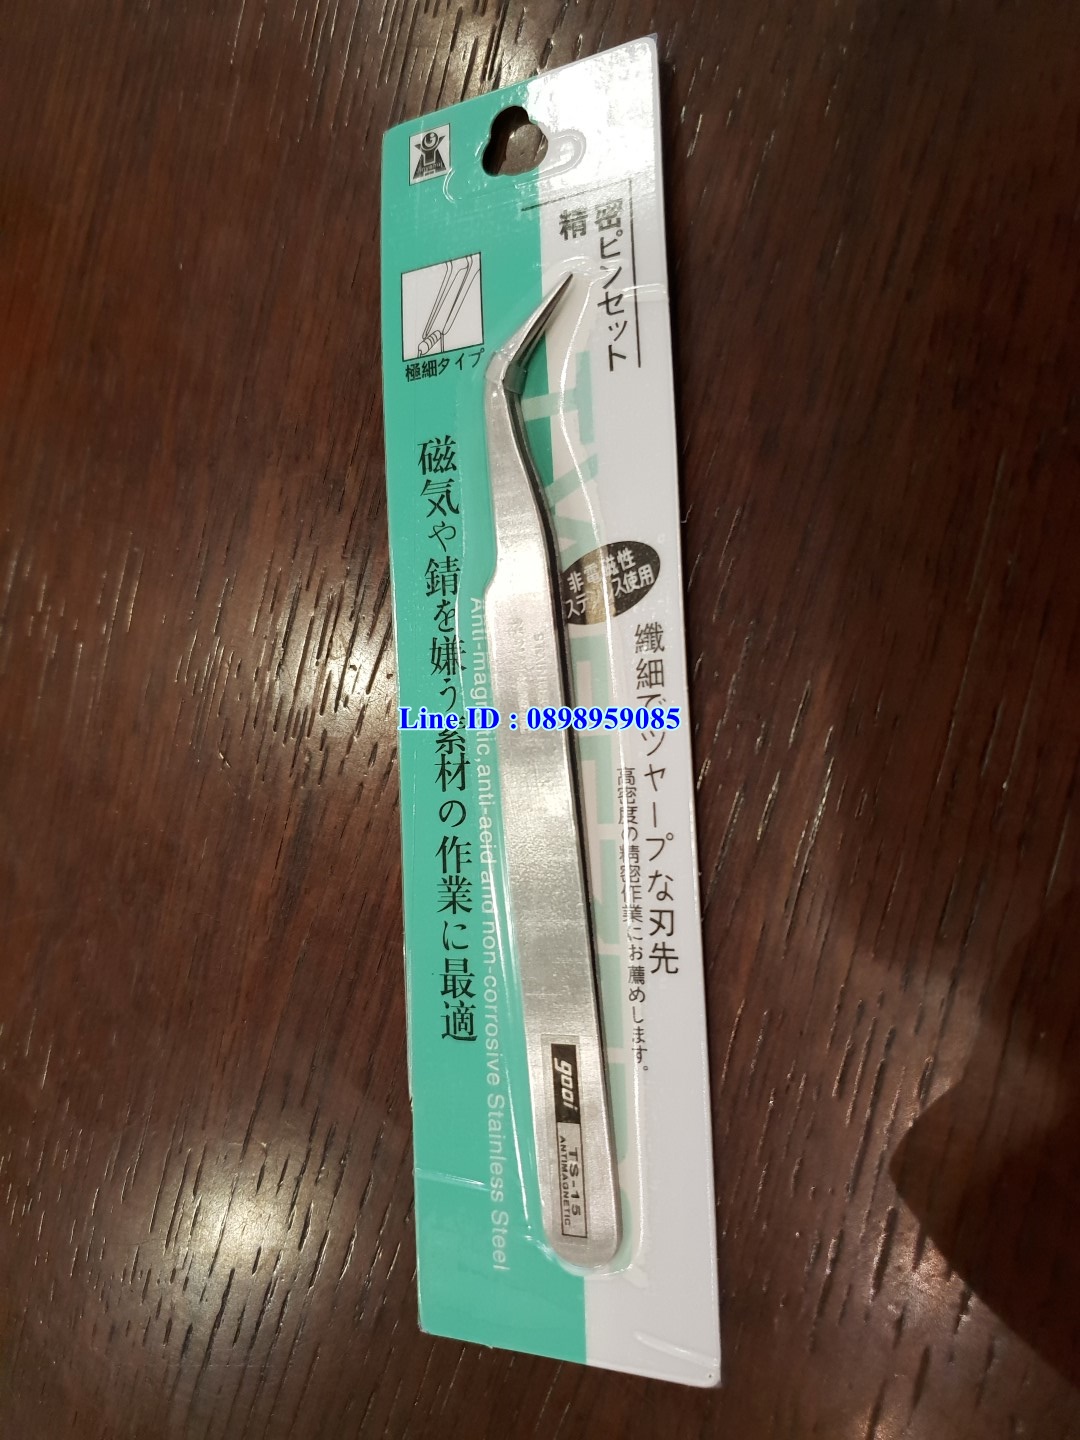 精密ピンセット
極細タイプ
磁気や錆を嫌う素材の作業に最適
Anti-magnetic,anti-acid and non-corrosive Stainless Steel
非電磁性
ステンレス使用
繊細でツャープな刃先
高密度の精密作業にお薦めします。
Line ID : 0898959085
goot
TS-15
ANTIMAGNETIC
TWEEZERS